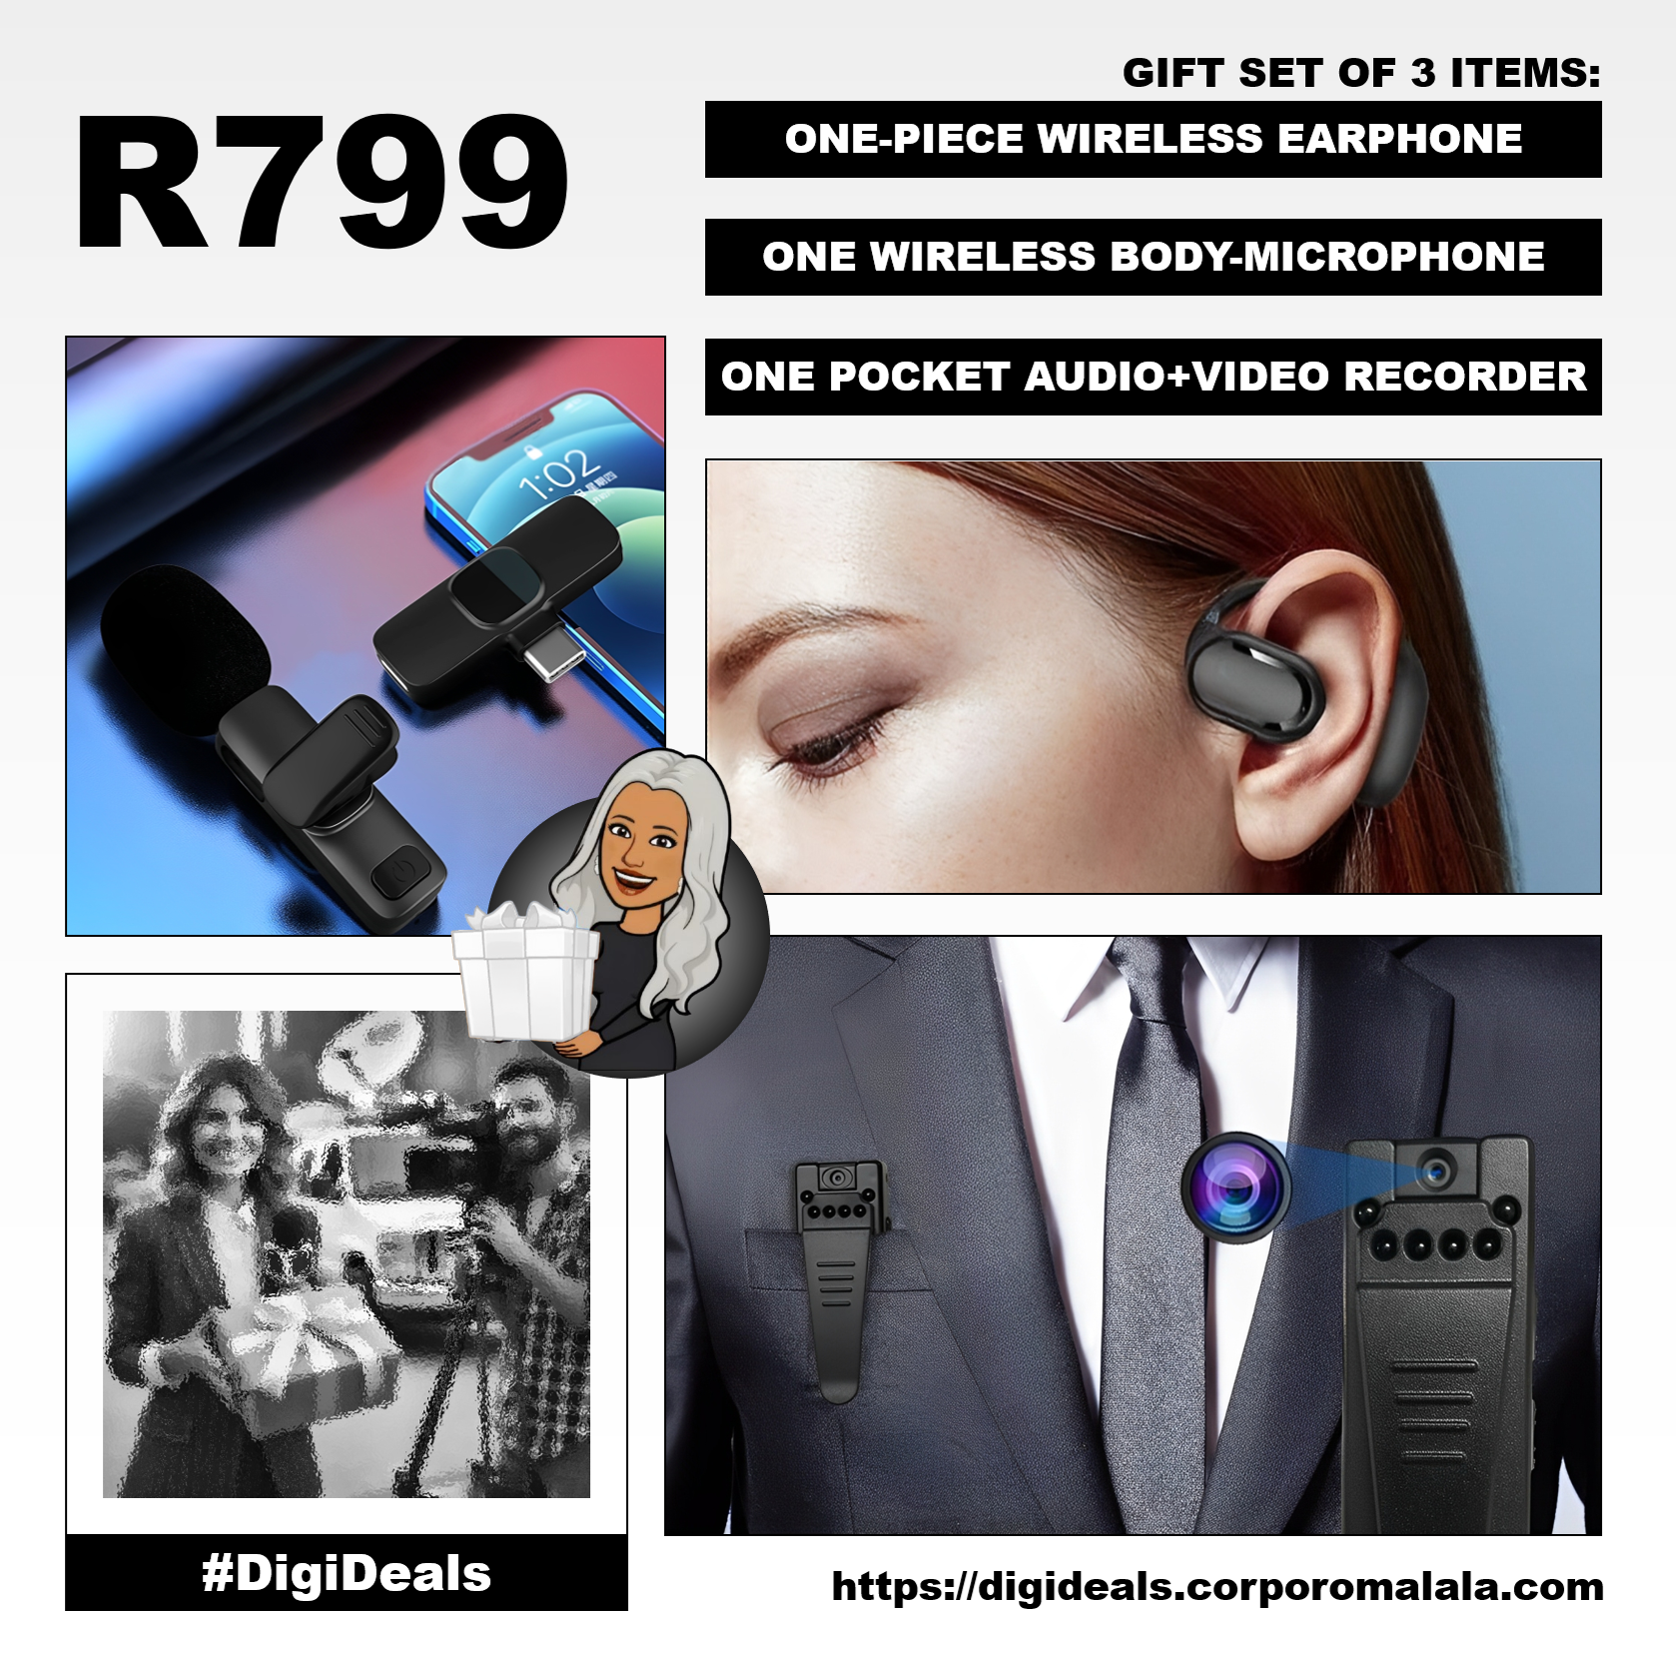 GIFT SET OF 3 ITEMS:
R799
ONE-PIECE WIRELESS EARPHONE
ONE WIRELESS BODY-MICROPHONE
ONE POCKET AUDIO+VIDEO RECORDER
1:02
#DigiDeals
https://digideals.corporomalala.com